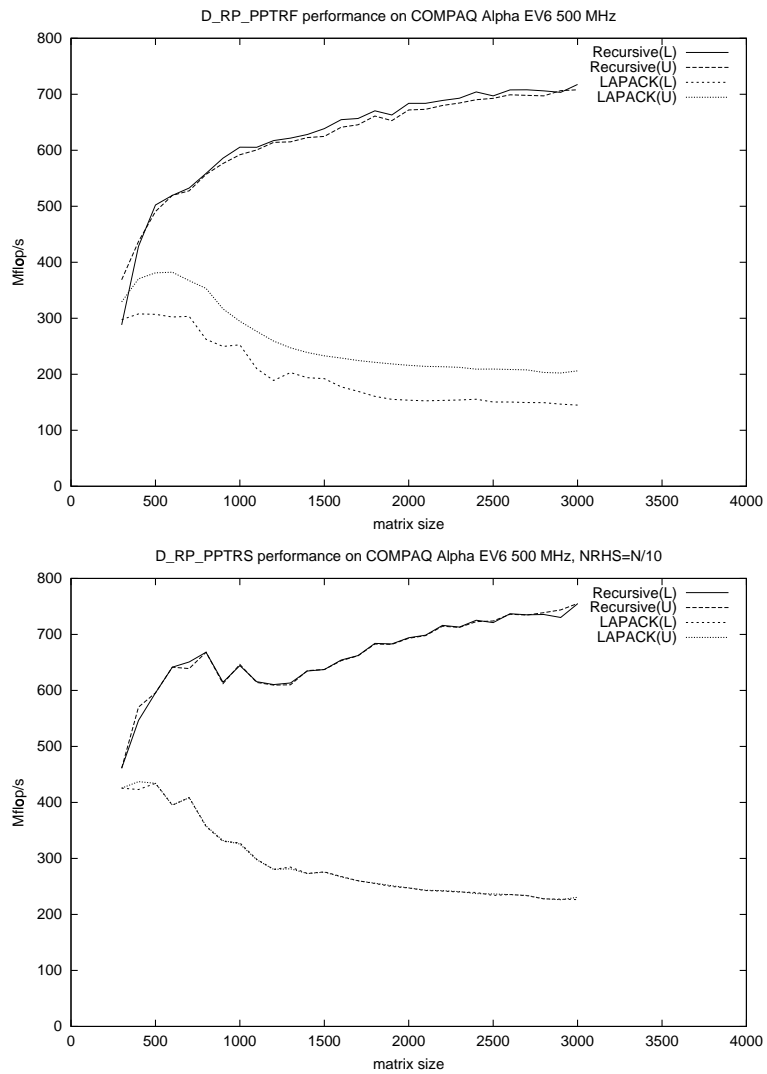 D_RP_PPTRF performance on COMPAQ Alpha EV6 500 MHz
800
700
600
500
400
300
200
100
0
Mflop/s
Recursive(L)
Recursive(U)
LAPACK(L)
LAPACK(U)
0 500 1000 1500 2000 2500 3000 3500 4000
matrix size
D_RP_PPTRS performance on COMPAQ Alpha EV6 500 MHz, NRHS=N/10
800
700
600
500
400
300
200
100
0
Mflop/s
Recursive(L)
Recursive(U)
LAPACK(L)
LAPACK(U)
0 500 1000 1500 2000 2500 3000 3500 4000
matrix size